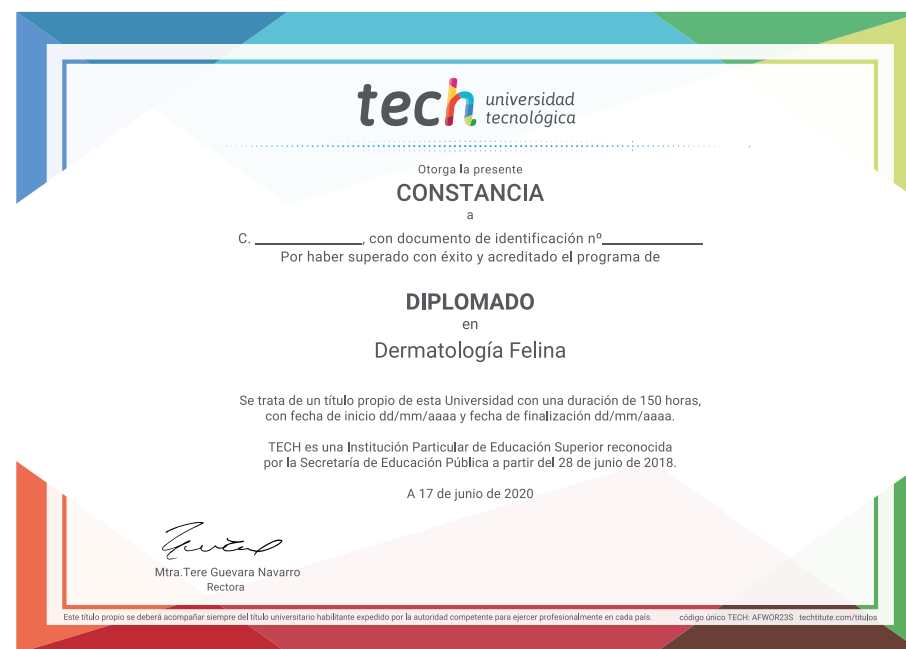 tech universidad
tecnológica
Otorga la presente
CONSTANCIA
a
C. ______________, con documento de identificación nº_____________
Por haber superado con éxito y acreditado el programa de
DIPLOMADO
en
Dermatología Felina
Se trata de un título propio de esta Universidad con una duración de 150 horas,
con fecha de inicio dd/mm/aaaa y fecha de finalización dd/mm/aaaa.
TECH es una Institución Particular de Educación Superior reconocida
por la Secretaría de Educación Pública a partir del 28 de junio de 2018.
A 17 de junio de 2020
Mtra.Tere Guevara Navarro
Rectora
Este título propio se deberá acompañar siempre del título universitario habilitante expedido por la autoridad competente para ejercer profesionalmente en cada país. código único TECH: AFWOR23S techtitute.com/titulos